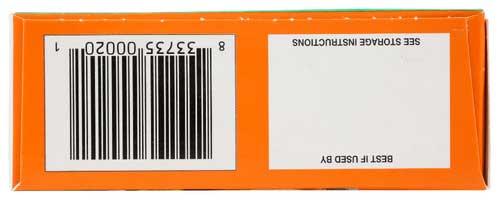 BEST IF USED BY
SEE STORAGE INSTRUCTIONS
8 33735 00020 1